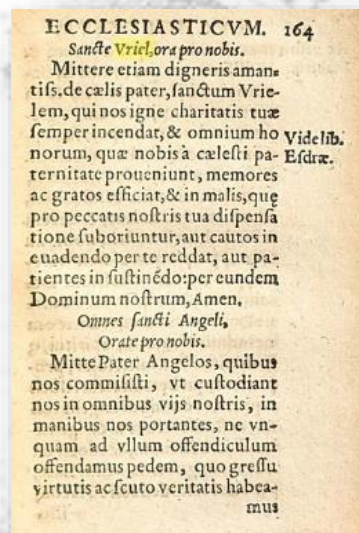 ECCLESIASTICVM. 164
Sancte Vriel, ora pro nobis.
Mittere etiam digneris aman=
tiſſ. de cælis pater, ſanctum Vrie-
lem, qui nos igne charitatis tuæ
ſemper incendat, & omnium ho
norum, quæ nobis à cæleſti pa-
ternitate proueniunt, memores
ac gratos efficiat, & in malis, quę
pro peccatis noſtris tua diſpenſa
tione ſuboriuntur, aut cautos in
euadendo per te reddat, aut pa-
tientes in ſuſtinẽdo: per eundem
Dominum noſtrum, Amen.
Vide lib.
Eſdræ.
Omnes ſancti Angeli,
Orate pro nobis.
Mitte Pater Angelos, quibus
nos commiſiſti, vt cuſtodiant
nos in omnibus vijs noſtris, in
manibus nos portantes, ne vn-
quam ad vllum offendiculum
offendamus pedem, quo greſſu
virtutis ac ſcuto veritatis habea-
mus